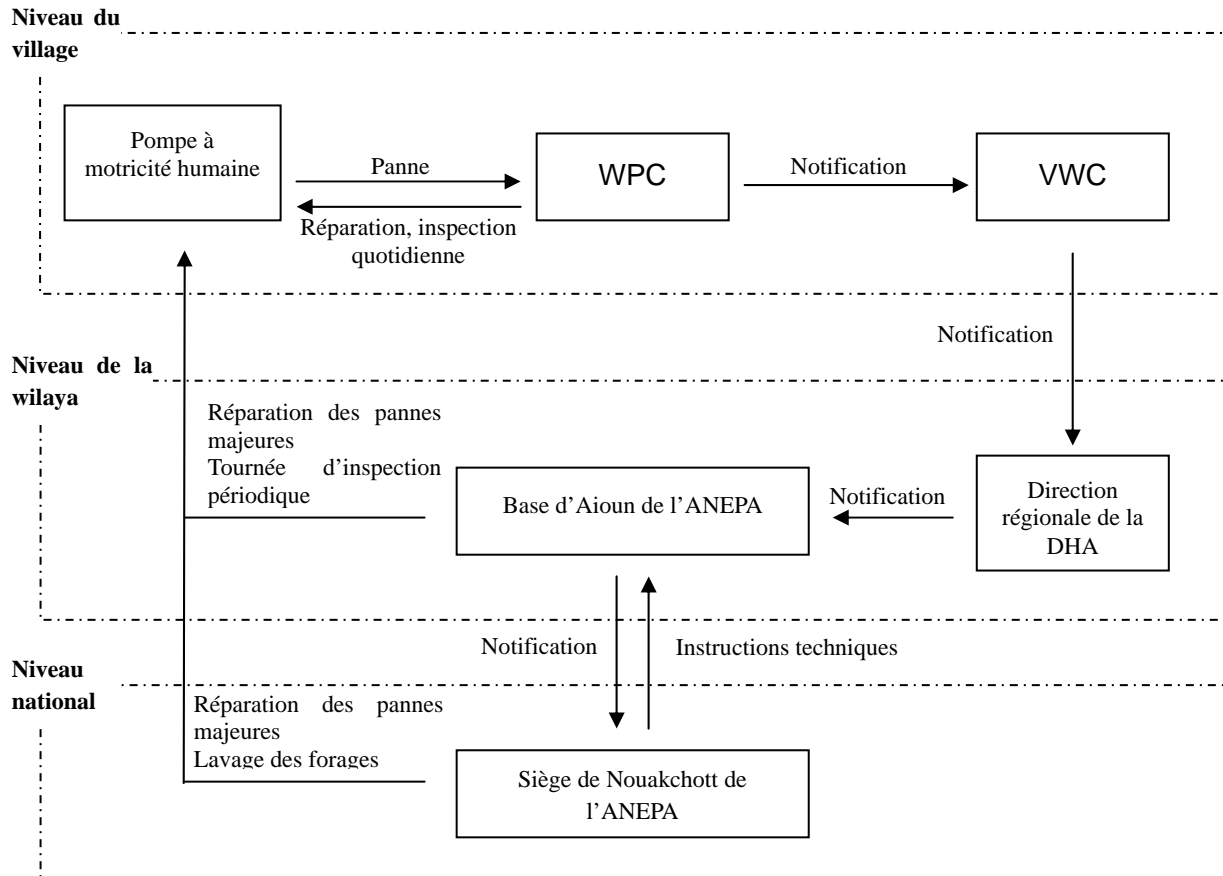 Niveau du
village
Pompe à
motricité humaine
Panne
WPC
Notification
VWC
Réparation, inspection
quotidienne
Notification
Niveau de la
wilaya
Réparation des pannes
majeures
Tournée d’inspection
périodique
Base d’Aioun de l’ANEPA
Notification
Direction
régionale de la
DHA
Notification
Instructions techniques
Niveau
national
Réparation des pannes
majeures
Lavage des forages
Siège de Nouakchott de
l’ANEPA